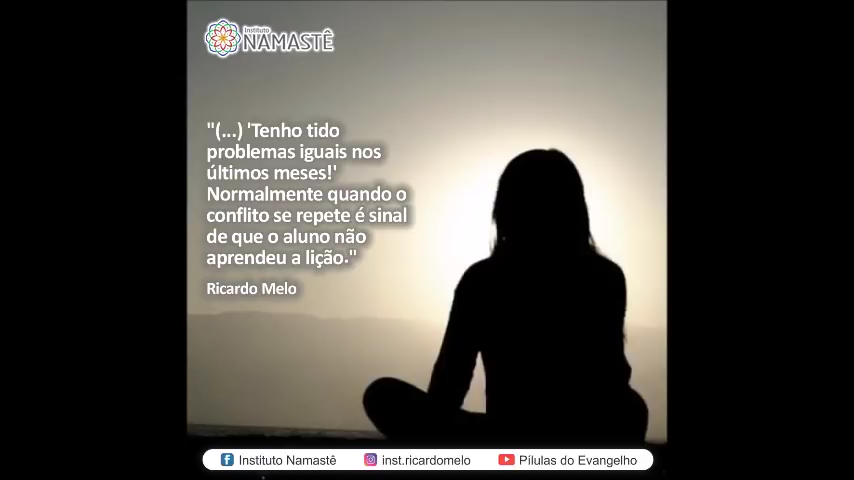 Instituto
NAMASTÊ
"(...) 'Tenho tido
problemas iguais nos
últimos meses!'
Normalmente quando o
conflito se repete é sinal
de que o aluno não
aprendeu a lição."
Ricardo Melo
Instituto Namastê inst.ricardomelo Pílulas do Evangelho